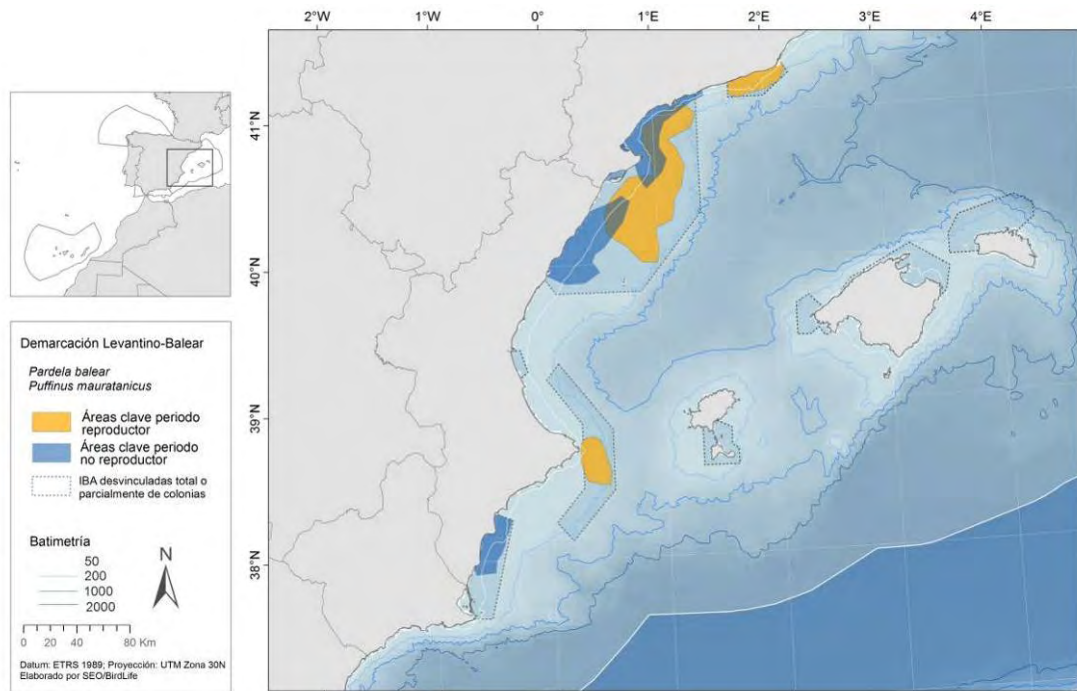 2°W
1°W
0°
1°E
2°E
3°E
4°E
41°N
40°N
39°N
38°N
Demarcación Levantino-Balear
Pardela balear
Puffinus mauratanicus
Áreas clave periodo
reproductor
Áreas clave periodo
no reproductor
IBA desvinculadas total o
parcialmente de colonias
Batimetría
50
200
1000
2000
N
0 20 40 80 Km
Datum: ETRS 1989; Proyección: UTM Zona 30N
Elaborado por SEO/BirdLife